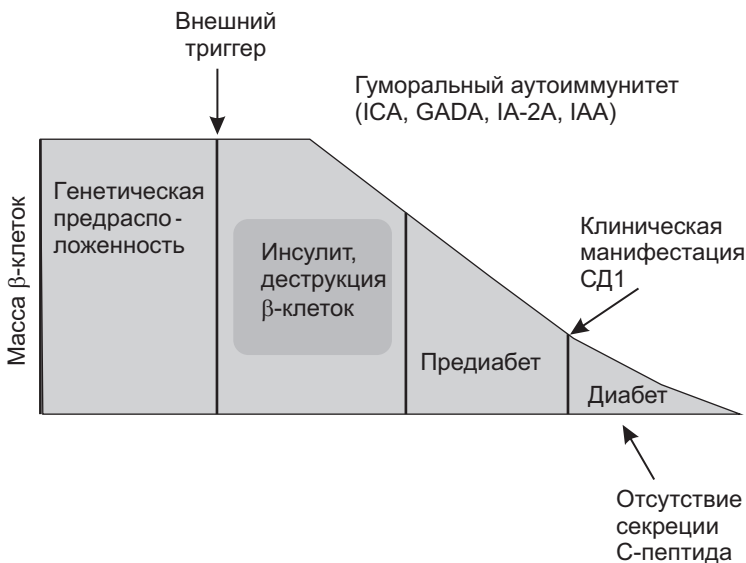 Внешний
триггер
Гуморальный аутоиммунитет
(ICA, GADA, IA-2A, IAA)
Масса β-клеток
Генетическая
предраспо -
ложенность
Инсулит,
деструкция
β-клеток
Клиническая
манифестация
СД1
Предиабет
Диабет
Отсутствие
секреции
С-пептида